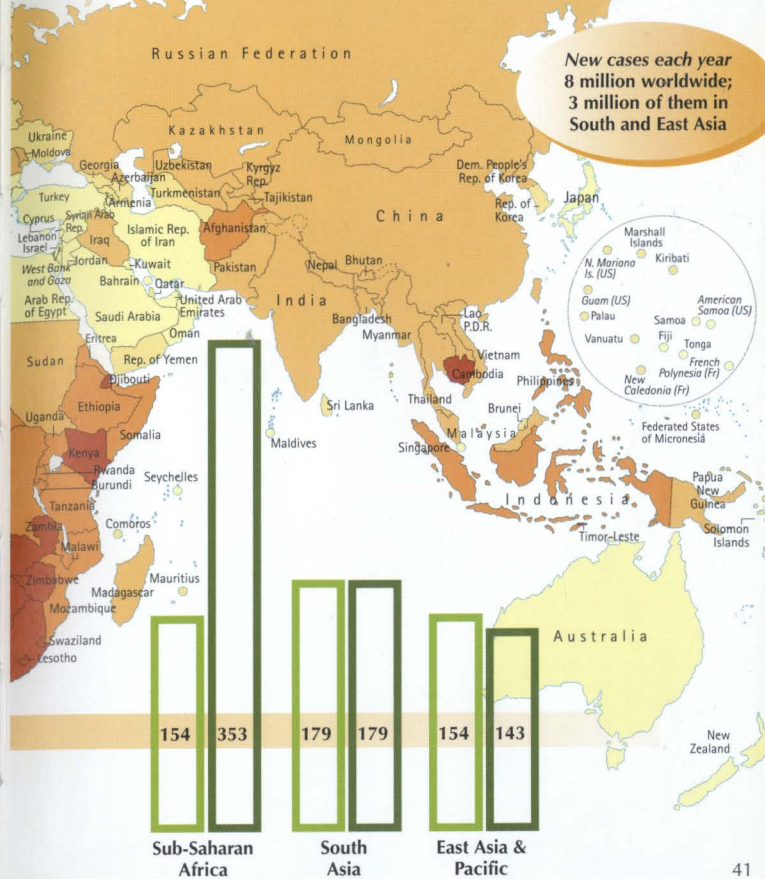 Russian Federation
New cases each year
8 million worldwide;
3 million of them in
South and East Asia
Ukraine
Moldova
Kazakhstan
Mongolia
Georgia
Uzbekistan
Kyrgyz
Rep.
Dem. People's
Rep. of Korea
Azerbaijan
Turkmenistan
Tajikistan
Turkey
Armenia
China
Rep. of
Korea
Japan
Cyprus
Syrian Arab
Rep.
Islamic Rep.
of Iran
Afghanistan
Lebanon
Israel
Iraq
Jordan
Kuwait
Pakistan
Nepal
Bhutan
West Bank
and Gaza
Bahrain
Qatar
Arab Rep.
of Egypt
Saudi Arabia
United Arab
Emirates
India
Bangladesh
Myanmar
Lao
P.D.R.
Oman
Eritrea
Sudan
Rep. of Yemen
Vietnam
Djibouti
Cambodia
Philippines
Ethiopia
Thailand
Sri Lanka
Brunei
Uganda
Somalia
Malaysia
Maldives
Singapore
Kenya
Rwanda
Burundi
Seychelles
Indonesia
Tanzania
Comoros
Zambia
Malawi
Timor-Leste
Zimbabwe
Mauritius
Madagascar
Mozambique
Swaziland
Lesotho
Marshall
Islands
N. Mariana
Is. (US)
Kiribati
Guam (US)
American
Samoa (US)
Palau
Samoa
Vanuatu
Fiji
Tonga
French
Polynesia (Fr)
New
Caledonia (Fr)
Federated States
of Micronesia
Papua
New
Guinea
Solomon
Islands
Australia
New
Zealand
154
353
179
179
154
143
Sub-Saharan
Africa
South
Asia
East Asia &
Pacific
41